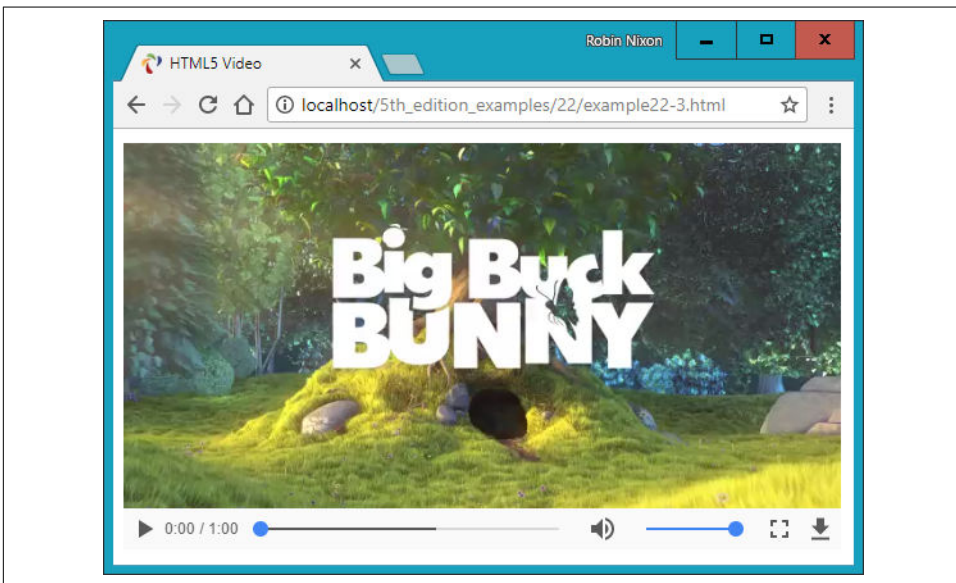 Robin Nixon
HTML5 Video
localhost/5th_edition_examples/22/example22-3.html
Big Buck
BUNNY
0:00 / 1:00